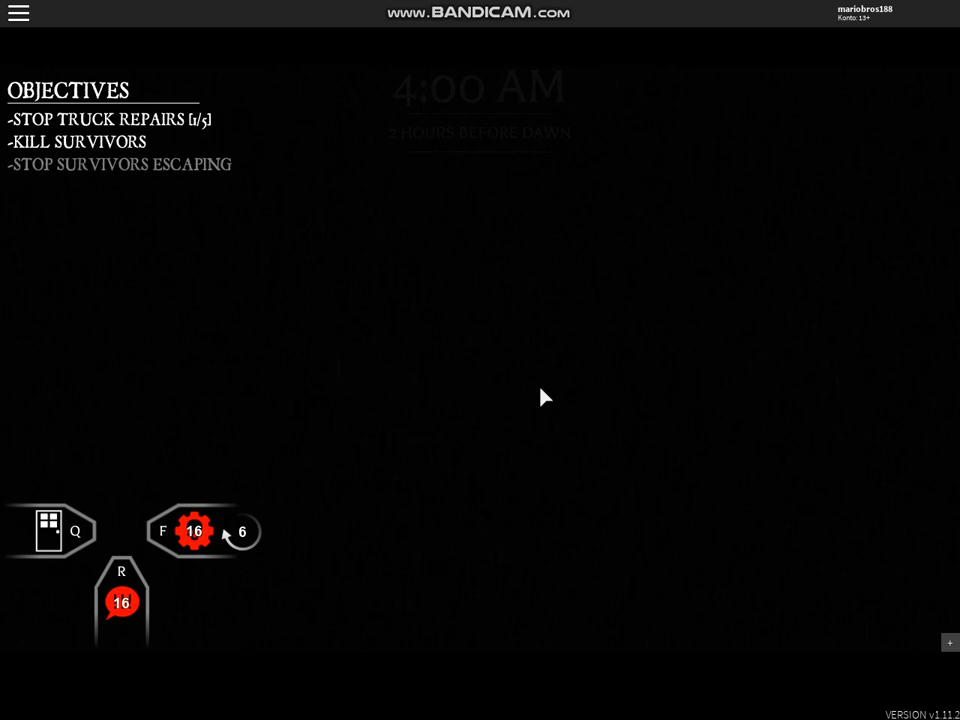 www.BANDICAM.com
mariobros188
Konto: 13+
4:00 AM
2 HOURS BEFORE DAWN
OBJECTIVES
-STOP TRUCK REPAIRS [1/5]
-KILL SURVIVORS
-STOP SURVIVORS ESCAPING
Q
F 16 6
R
16
+
VERSION v1.11.2